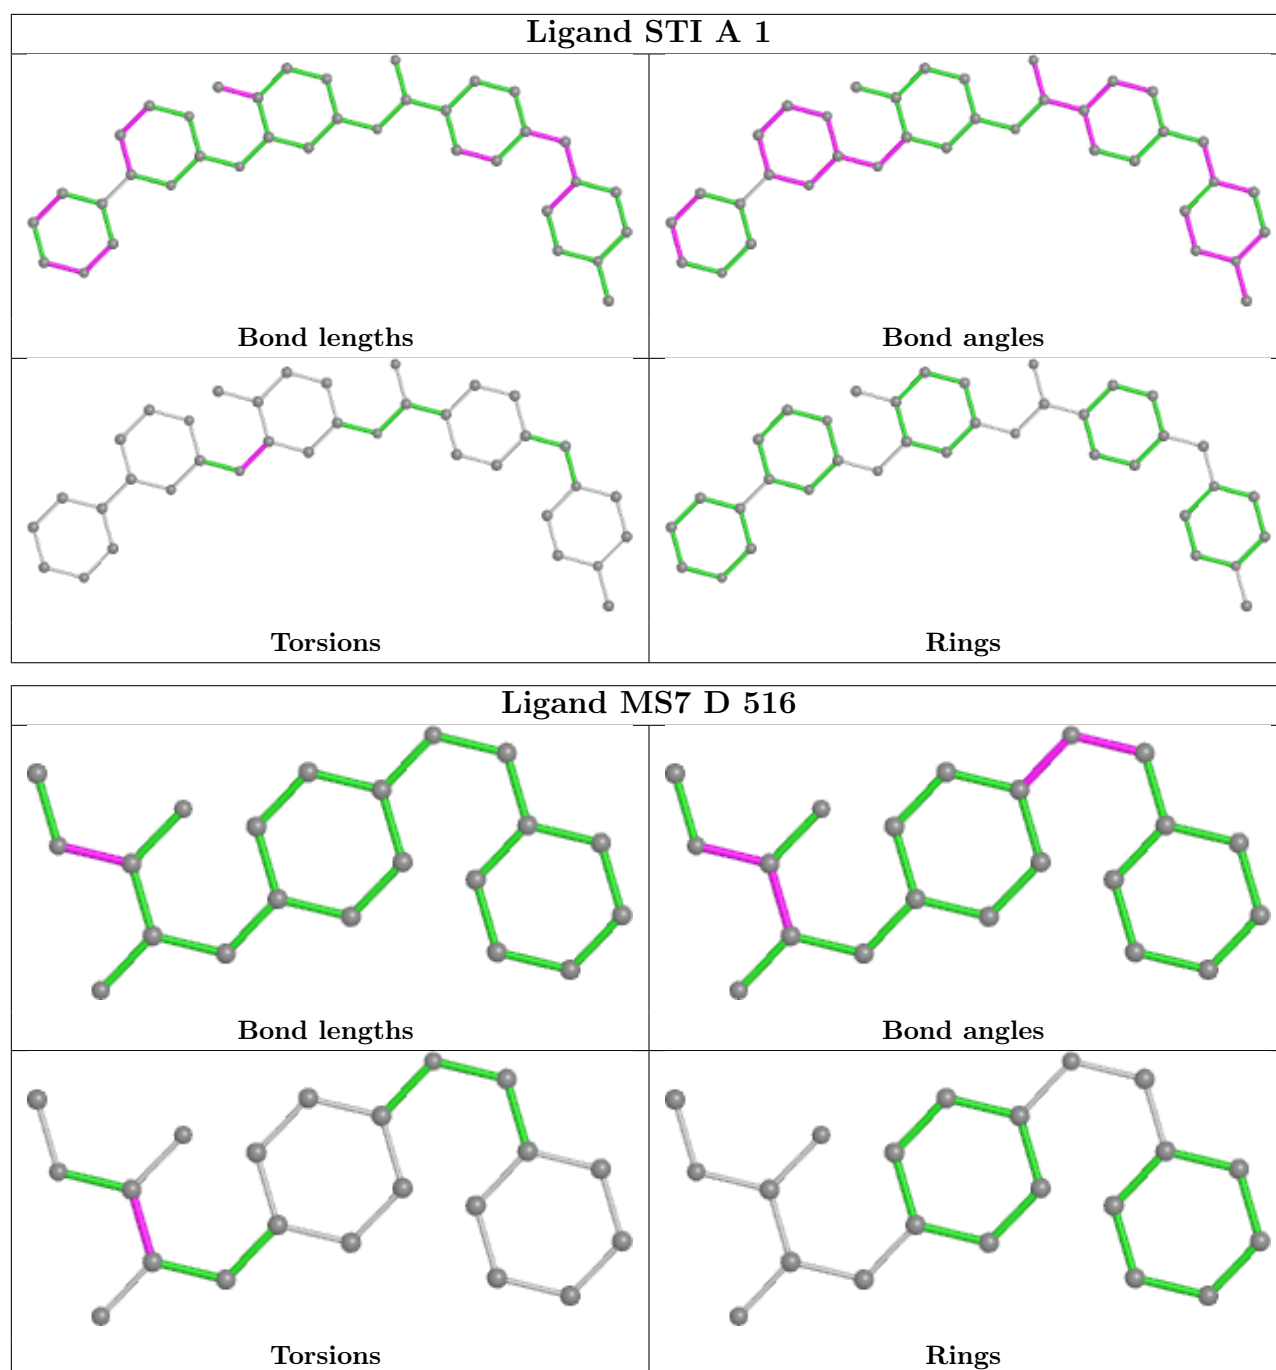 Ligand STI A 1
Bond lengths
Bond angles
Torsions
Rings
Ligand MS7 D 516
Bond lengths
Bond angles
Torsions
Rings